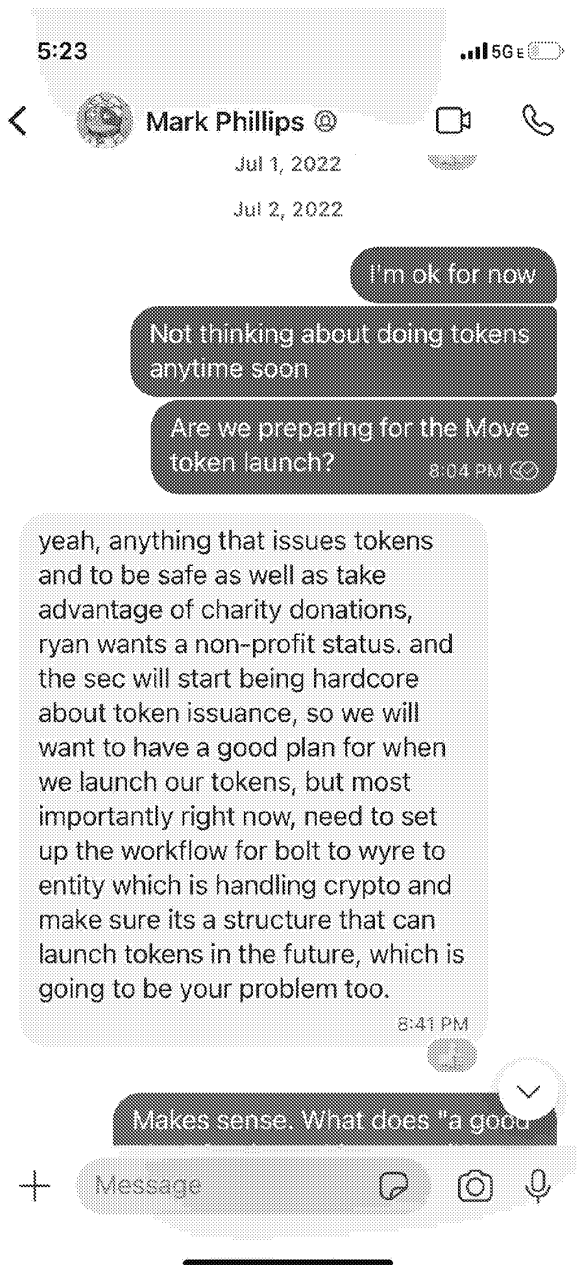 5:23
5G E
Mark Phillips
Jul 1, 2022
Jul 2, 2022
I'm ok for now
Not thinking about doing tokens
anytime soon
Are we preparing for the Move
token launch?
8:04 PM
yeah, anything that issues tokens
and to be safe as well as take
advantage of charity donations,
ryan wants a non-profit status. and
the sec will start being hardcore
about token issuance, so we will
want to have a good plan for when
we launch our tokens, but most
importantly right now, need to set
up the workflow for bolt to wyre to
entity which is handling crypto and
make sure its a structure that can
launch tokens in the future, which is
going to be your problem too.
8:41 PM
Makes sense. What does "a good
Message